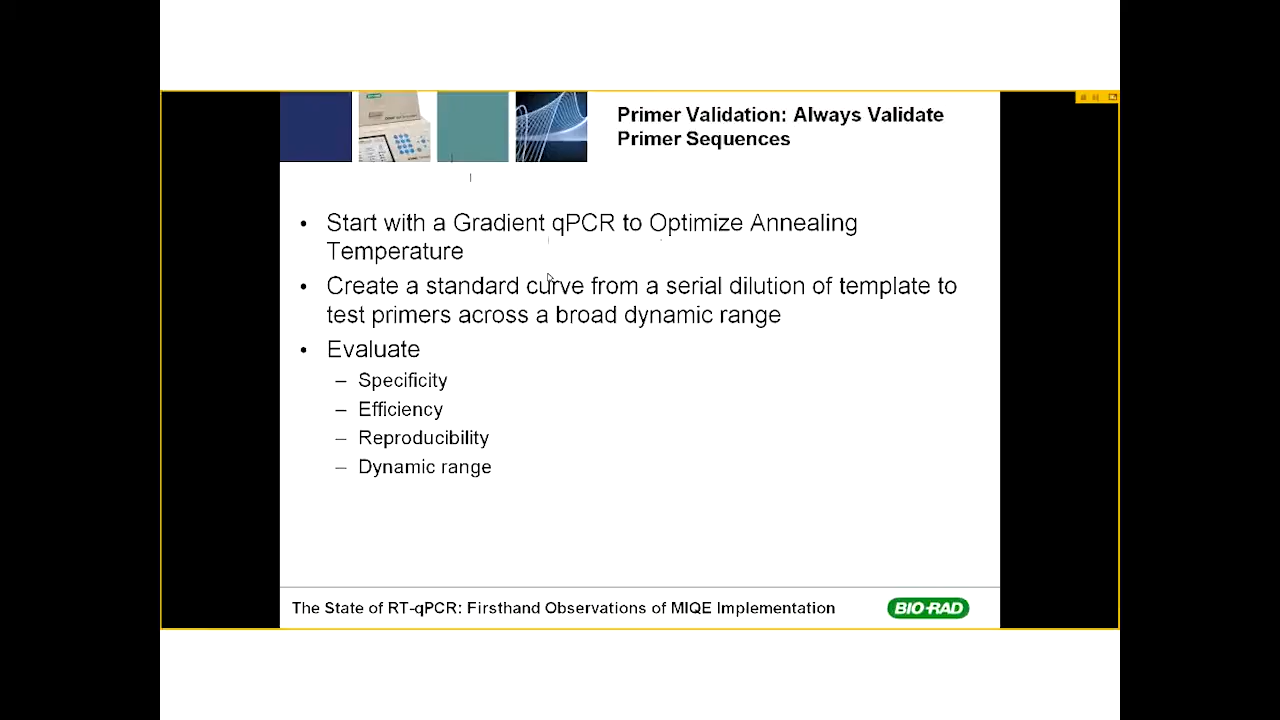 Primer Validation: Always Validate
Primer Sequences
• Start with a Gradient qPCR to Optimize Annealing
Temperature
• Create a standard curve from a serial dilution of template to
test primers across a broad dynamic range
• Evaluate
– Specificity
– Efficiency
– Reproducibility
– Dynamic range
The State of RT-qPCR: Firsthand Observations of MIQE Implementation
BIO-RAD